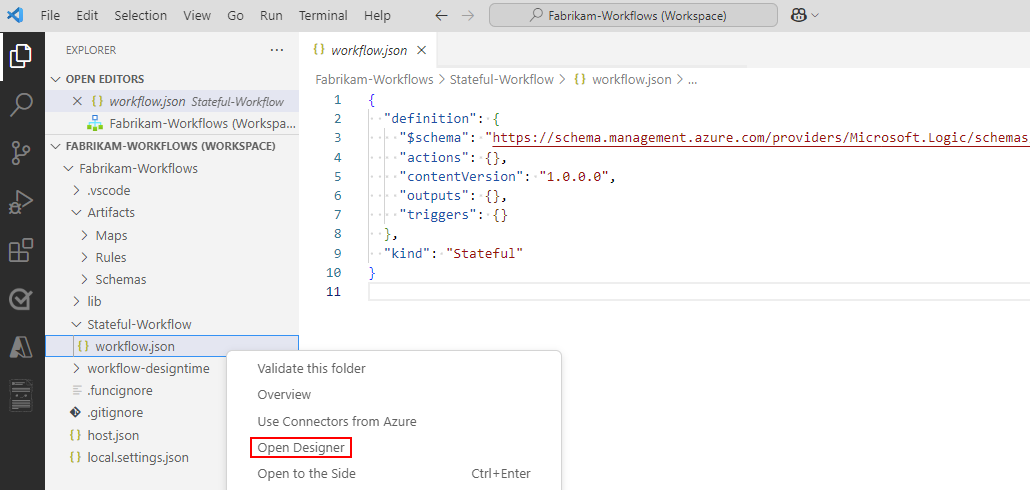 File Edit Selection View Go Run Terminal Help Fabrikam-Workflows (Workspace)
EXPLORER ...
OPEN EDITORS
workflow.json Stateful-Workflow
Fabrikam-Workflows (Workspa...
FABRIKAM-WORKFLOWS (WORKSPACE)
Fabrikam-Workflows
.vscode
Artifacts
Maps
Rules
Schemas
lib
Stateful-Workflow
{} workflow.json
workflow-designtime
.funcignore
.gitignore
{} host.json
{} local.settings.json
{} workflow.json
Fabrikam-Workflows > Stateful-Workflow > {} workflow.json > ...
1 {
2 "definition": {
3 "$schema": "https://schema.management.azure.com/providers/Microsoft.Logic/schemas
4 "actions": {},
5 "contentVersion": "1.0.0.0",
6 "outputs": {},
7 "triggers": {}
8 },
9 "kind": "Stateful"
10 }
11
Validate this folder
Overview
Use Connectors from Azure
Open Designer
Open to the Side Ctrl+Enter